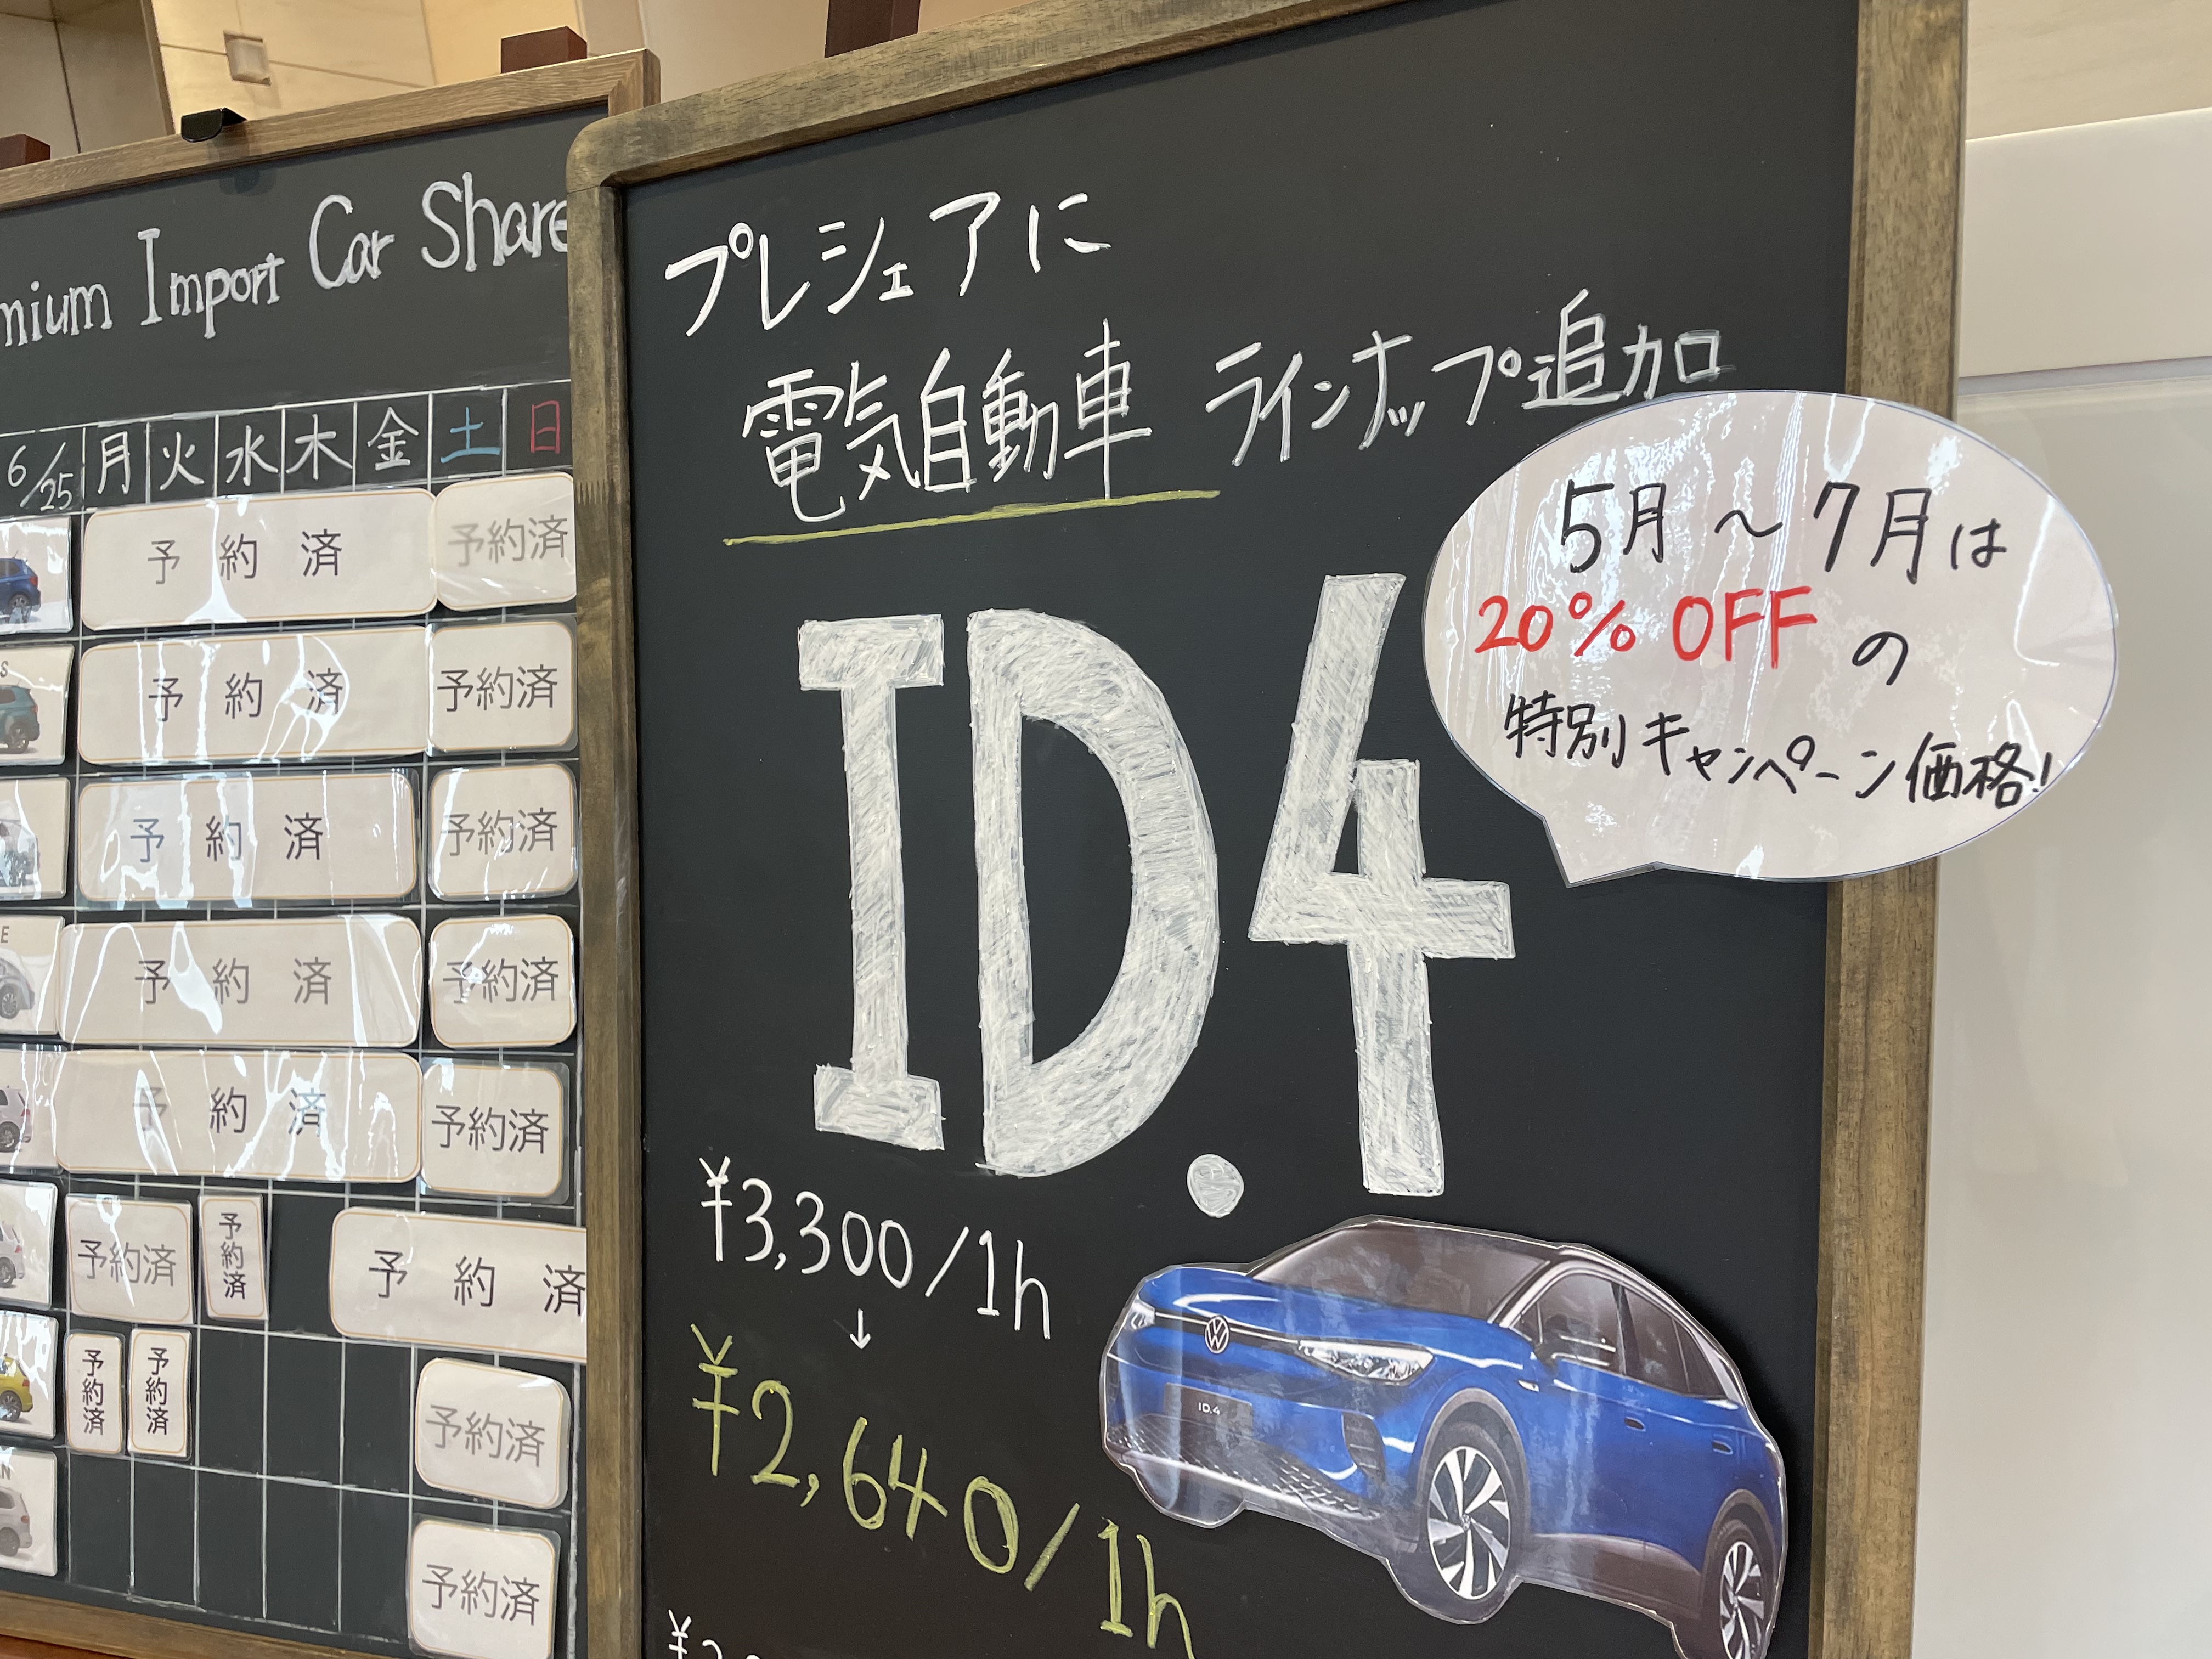 Import Car Share
6/25 月 火 水 木 金 土 日
予約済 予約済
予約済 予約済
予約済 予約済
予約済 予約済
予約済 予約済
予約済 予約済 予約済
予約済 予約済 予約済
予約済
プレシェアに
電気自動車 ラインナップ追加
5月～7月は
20% OFF の
特別キャンペーン価格!
ID.4
¥3,300/1h
↓
¥2,640/1h
ID.4